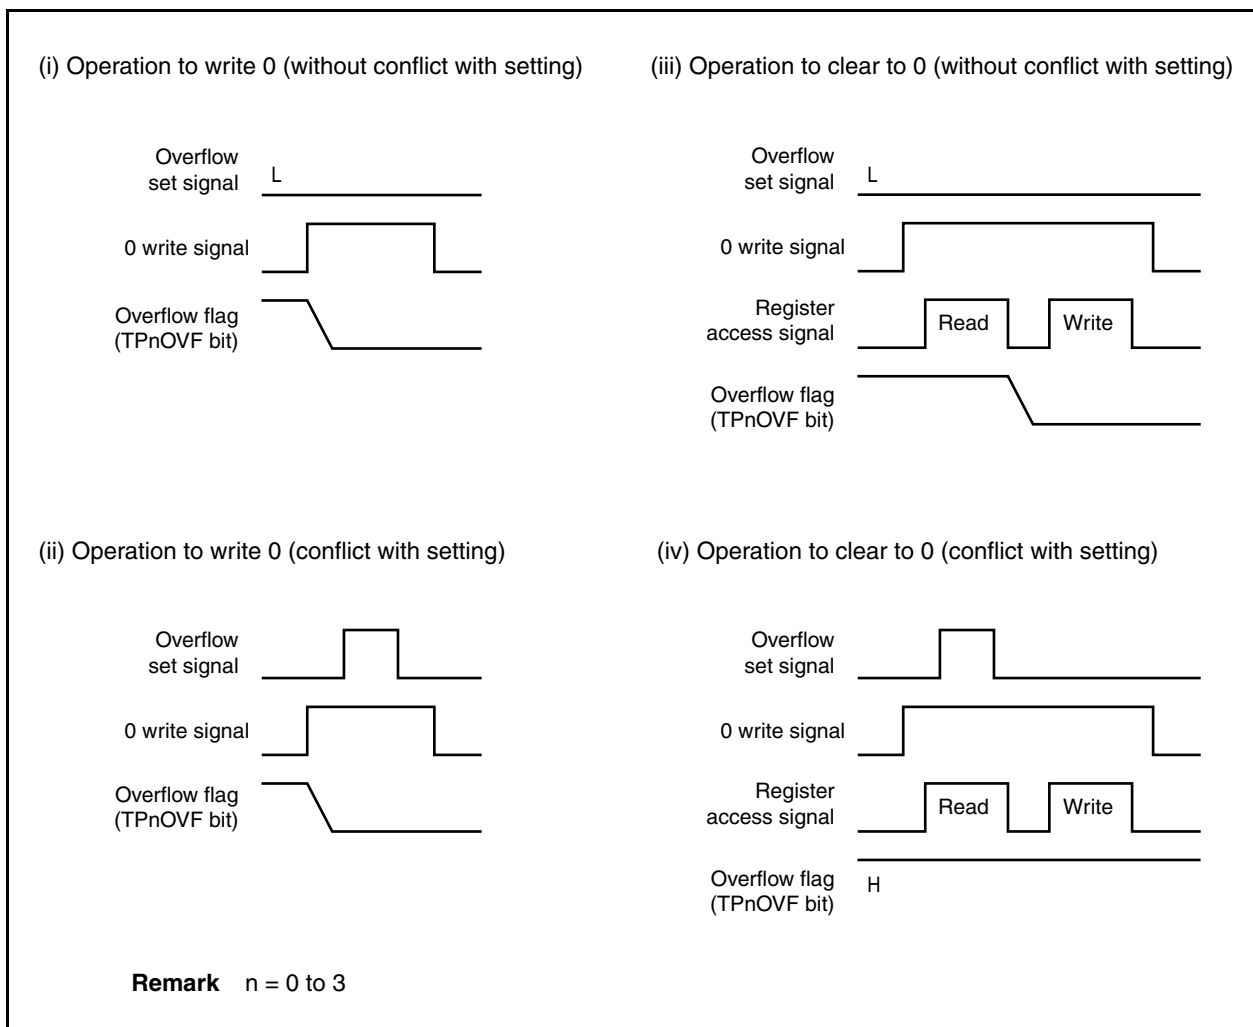 (i) Operation to write 0 (without conflict with setting)
Overflow
set signal
L
0 write signal
Overflow flag
(TPnOVF bit)
(iii) Operation to clear to 0 (without conflict with setting)
Overflow
set signal
L
0 write signal
Register
access signal
Read
Write
Overflow flag
(TPnOVF bit)
(ii) Operation to write 0 (conflict with setting)
Overflow
set signal
0 write signal
Overflow flag
(TPnOVF bit)
(iv) Operation to clear to 0 (conflict with setting)
Overflow
set signal
0 write signal
Register
access signal
Read
Write
Overflow flag
(TPnOVF bit)
H
Remark n = 0 to 3